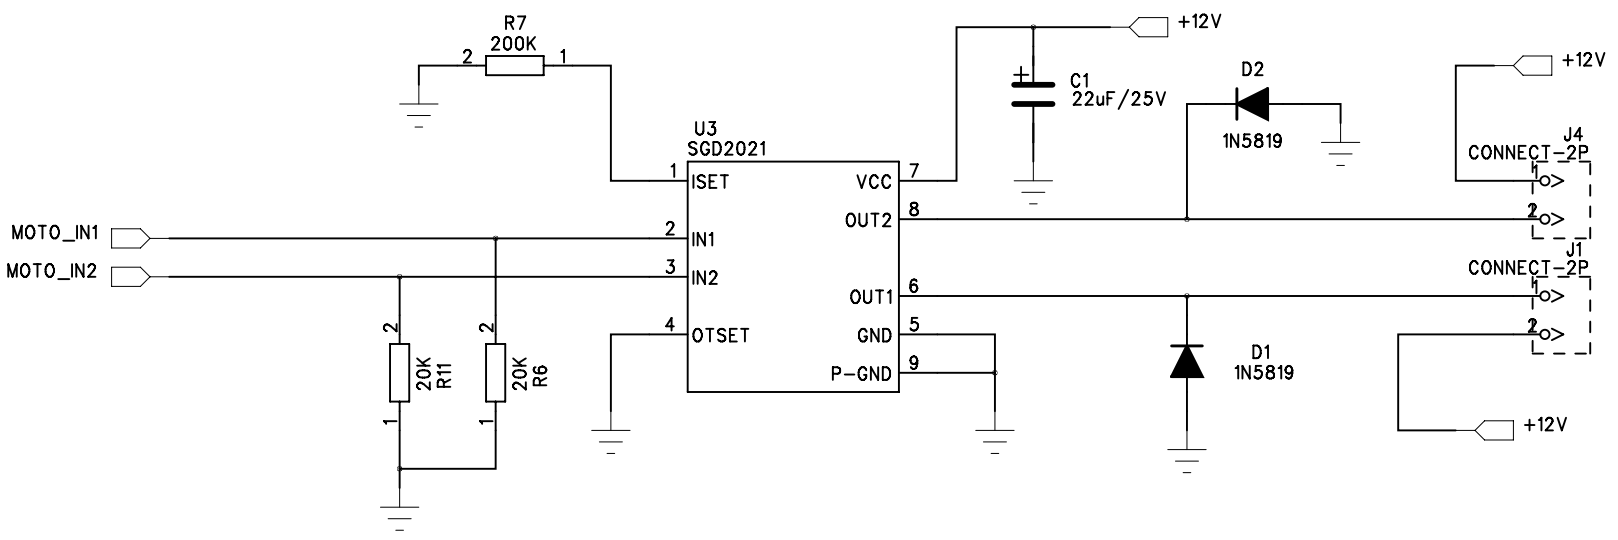 R7
200K
2
1
+12V
+
C1
22uF/25V
D2
1N5819
+12V
J4
CONNECT-2P
1
2
U3
SGD2021
1
ISET
VCC
7
OUT2
8
MOTO_IN1
2
IN1
MOTO_IN2
3
IN2
OUT1
6
J1
CONNECT-2P
1
2
4
OTSET
GND
5
P-GND
9
2
20K
R11
1
2
20K
R6
1
D1
1N5819
+12V